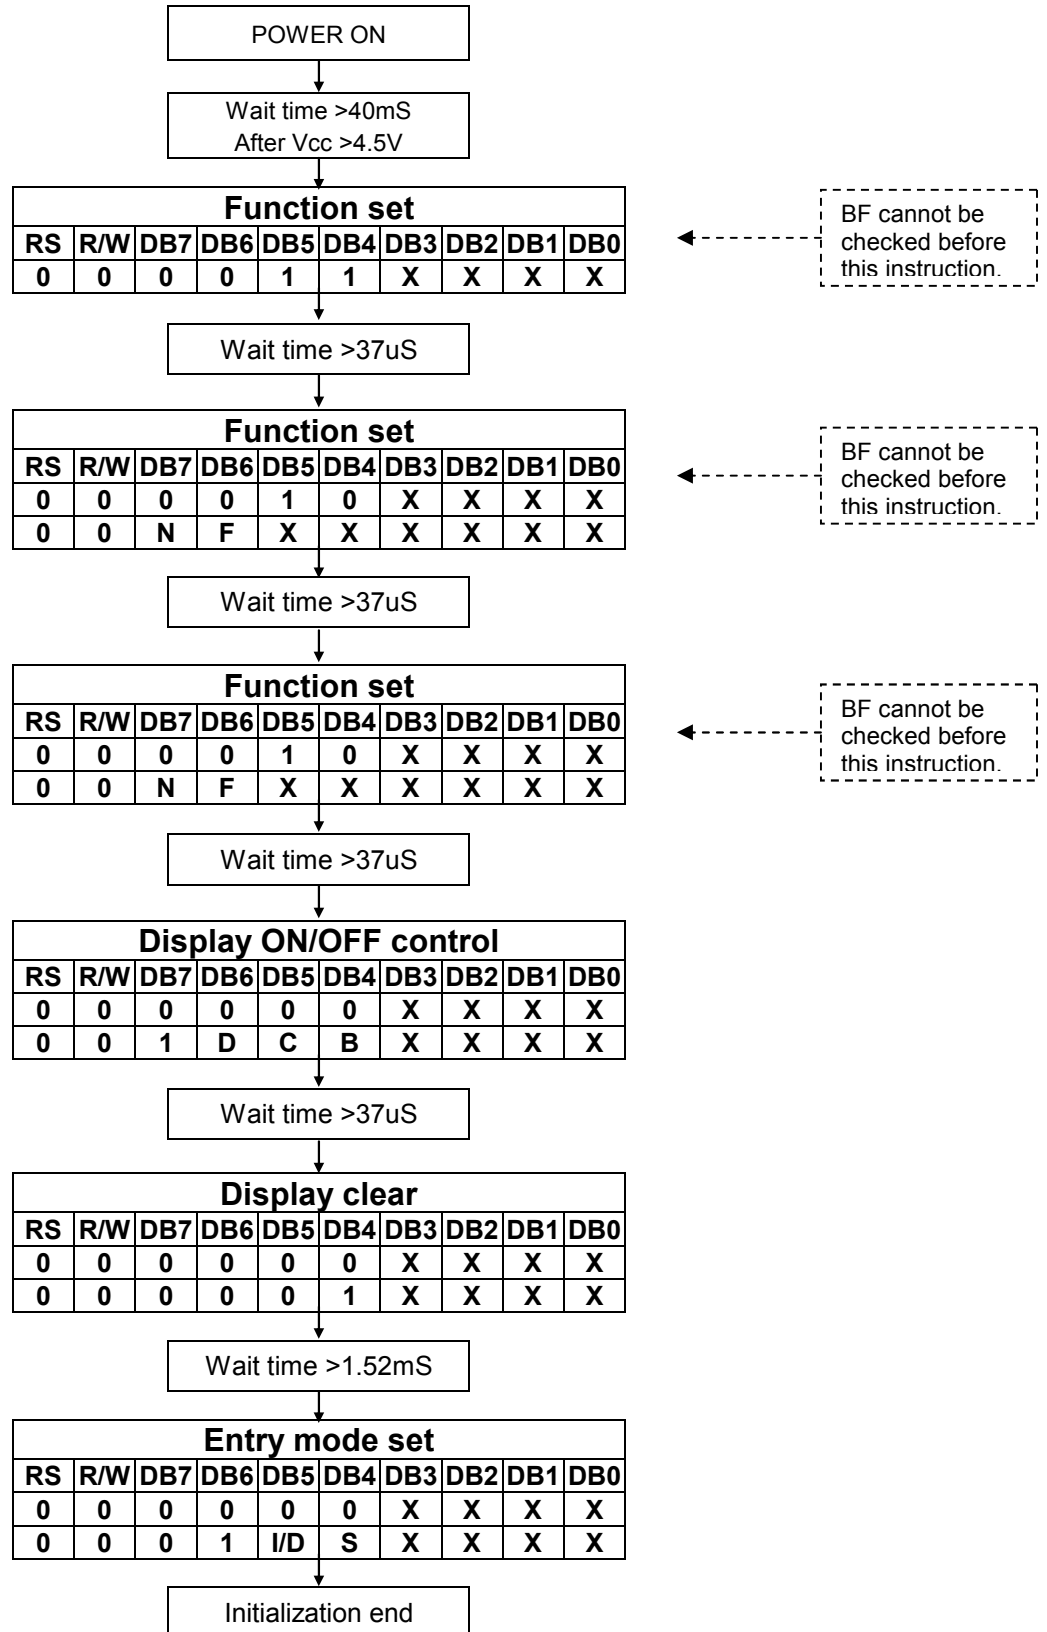 POWER ON
Wait time >40mS
After Vcc >4.5V
Function set
RS R/W DB7 DB6 DB5 DB4 DB3 DB2 DB1 DB0
0 0 0 0 1 1 X X X X
BF cannot be
checked before
this instruction.
Wait time >37uS
Function set
RS R/W DB7 DB6 DB5 DB4 DB3 DB2 DB1 DB0
0 0 0 0 1 0 X X X X
0 0 N F X X X X X X
BF cannot be
checked before
this instruction.
Wait time >37uS
Function set
RS R/W DB7 DB6 DB5 DB4 DB3 DB2 DB1 DB0
0 0 0 0 1 0 X X X X
0 0 N F X X X X X X
BF cannot be
checked before
this instruction.
Wait time >37uS
Display ON/OFF control
RS R/W DB7 DB6 DB5 DB4 DB3 DB2 DB1 DB0
0 0 0 0 0 0 X X X X
0 0 1 D C B X X X X
Wait time >37uS
Display clear
RS R/W DB7 DB6 DB5 DB4 DB3 DB2 DB1 DB0
0 0 0 0 0 0 X X X X
0 0 0 0 0 1 X X X X
Wait time >1.52mS
Entry mode set
RS R/W DB7 DB6 DB5 DB4 DB3 DB2 DB1 DB0
0 0 0 0 0 0 X X X X
0 0 0 1 I/D S X X X X
Initialization end